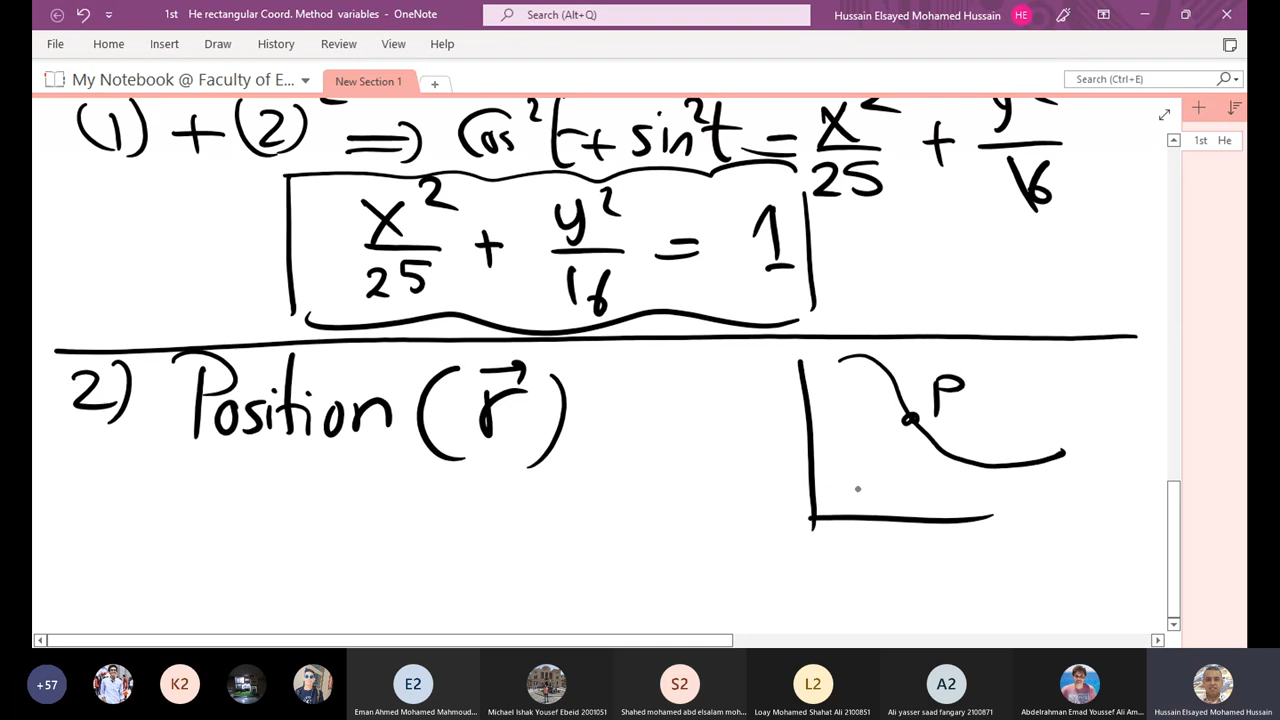 1st He rectangular Coord. Method variables - OneNote
Search (Alt+Q)
Hussain Elsayed Mohamed Hussain HE
File Home Insert Draw History Review View Help
My Notebook @ Faculty of E...
New Section 1
Search (Ctrl+E)
1st He
(1) + (2)² ⇒ Cos²t + sin²t = x²/25 + y²/16
x²/25 + y²/16 = 1
2) Position (r⃗)
P
+57
K2
E2
S2
L2
A2
Eman Ahmed Mohamed Mahmoud...
Michael Ishak Yousef Ebeid 2001051
Shahed mohamed abd elsalam moh...
Loay Mohamed Shahat Ali 2100851
Ali yasser saad fangary 2100871
Abdelrahman Emad Youssef Ali Am...
Hussain Elsayed Mohamed Hussain